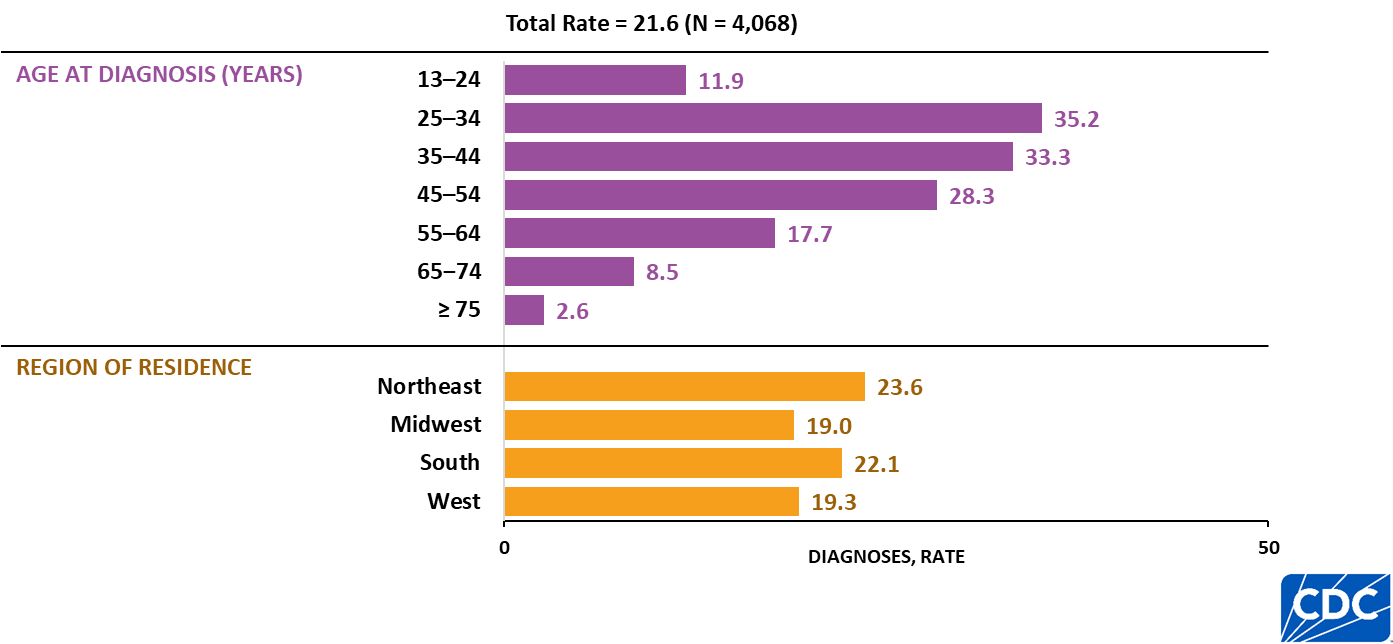 Total Rate = 21.6 (N = 4,068)
AGE AT DIAGNOSIS (YEARS)
13–24 11.9
25–34 35.2
35–44 33.3
45–54 28.3
55–64 17.7
65–74 8.5
≥ 75 2.6
REGION OF RESIDENCE
Northeast 23.6
Midwest 19.0
South 22.1
West 19.3
0 50
DIAGNOSES, RATE
CDC